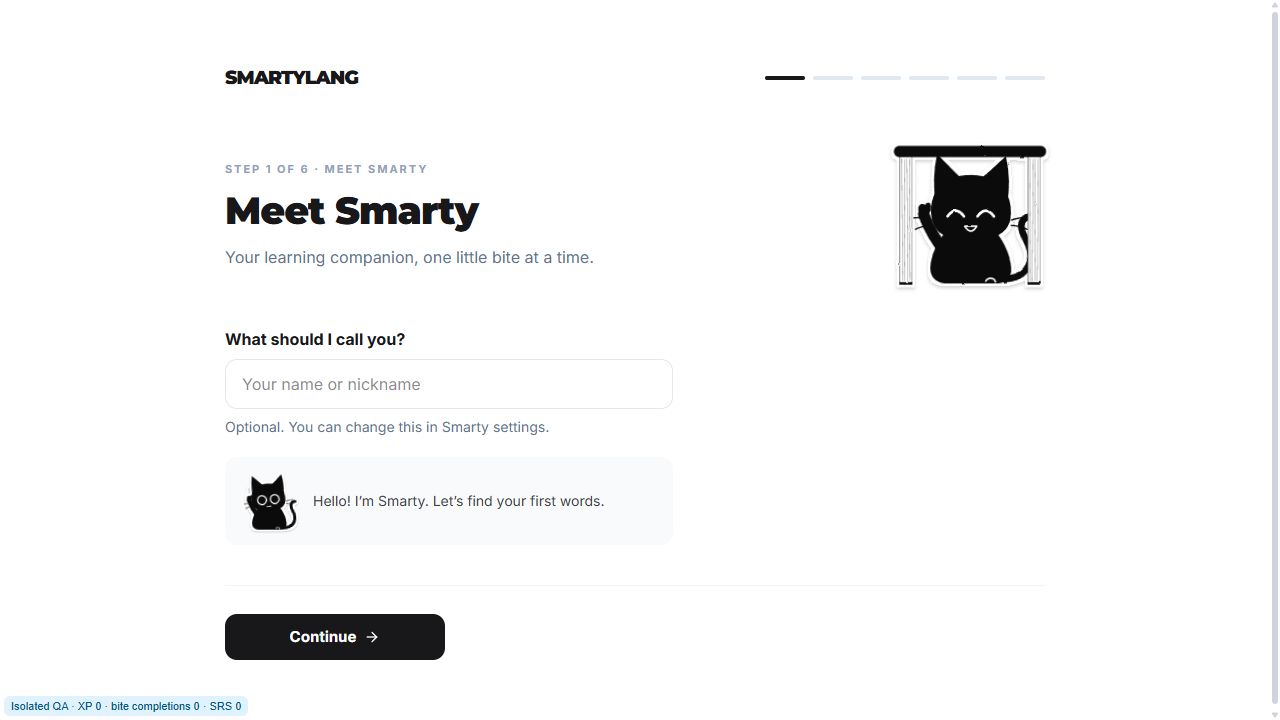 SMARTYLANG
STEP 1 OF 6 · MEET SMARTY
Meet Smarty
Your learning companion, one little bite at a time.
What should I call you?
Your name or nickname
Optional. You can change this in Smarty settings.
Hello! I’m Smarty. Let’s find your first words.
Continue →
Isolated QA · XP 0 · bite completions 0 · SRS 0